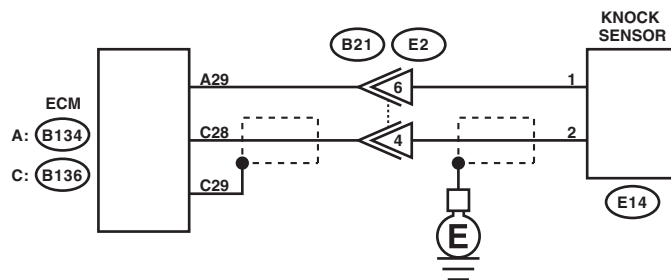 KNOCK
SENSOR
B21 E2
A29 6 1
ECM
A: B134
C28 4 2
C: B136
C29
E14
E